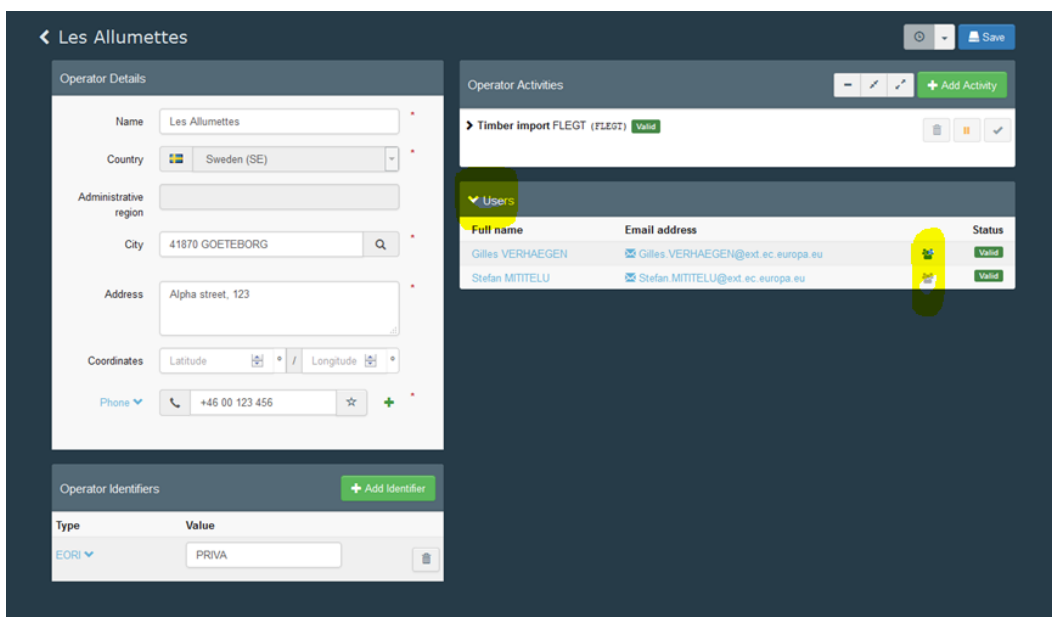 Les Allumettes
Save
Operator Details
Name Les Allumettes *
Country Sweden (SE) *
Administrative
region
City 41870 GOETEBORG *
Address Alpha street, 123 *
Coordinates Latitude ° / Longitude °
Phone +46 00 123 456 *
Operator Identifiers Add Identifier
Type Value
EORI PRIVA
Operator Activities Add Activity
Timber import FLEGT (FLEGT) Valid
Users
Full name Email address Status
Gilles VERHAEGEN Gilles.VERHAEGEN@ext.ec.europa.eu Valid
Stefan MITITELU Stefan.MITITELU@ext.ec.europa.eu Valid